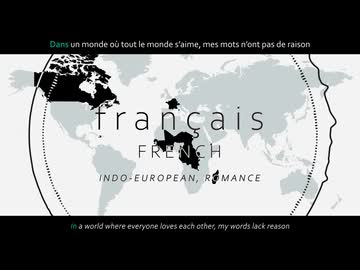 Dans un monde où tout le monde s'aime, mes mots n'ont pas de raison
français
FRENCH
INDO-EUROPEAN, ROMANCE
In a world where everyone loves each other, my words lack reason